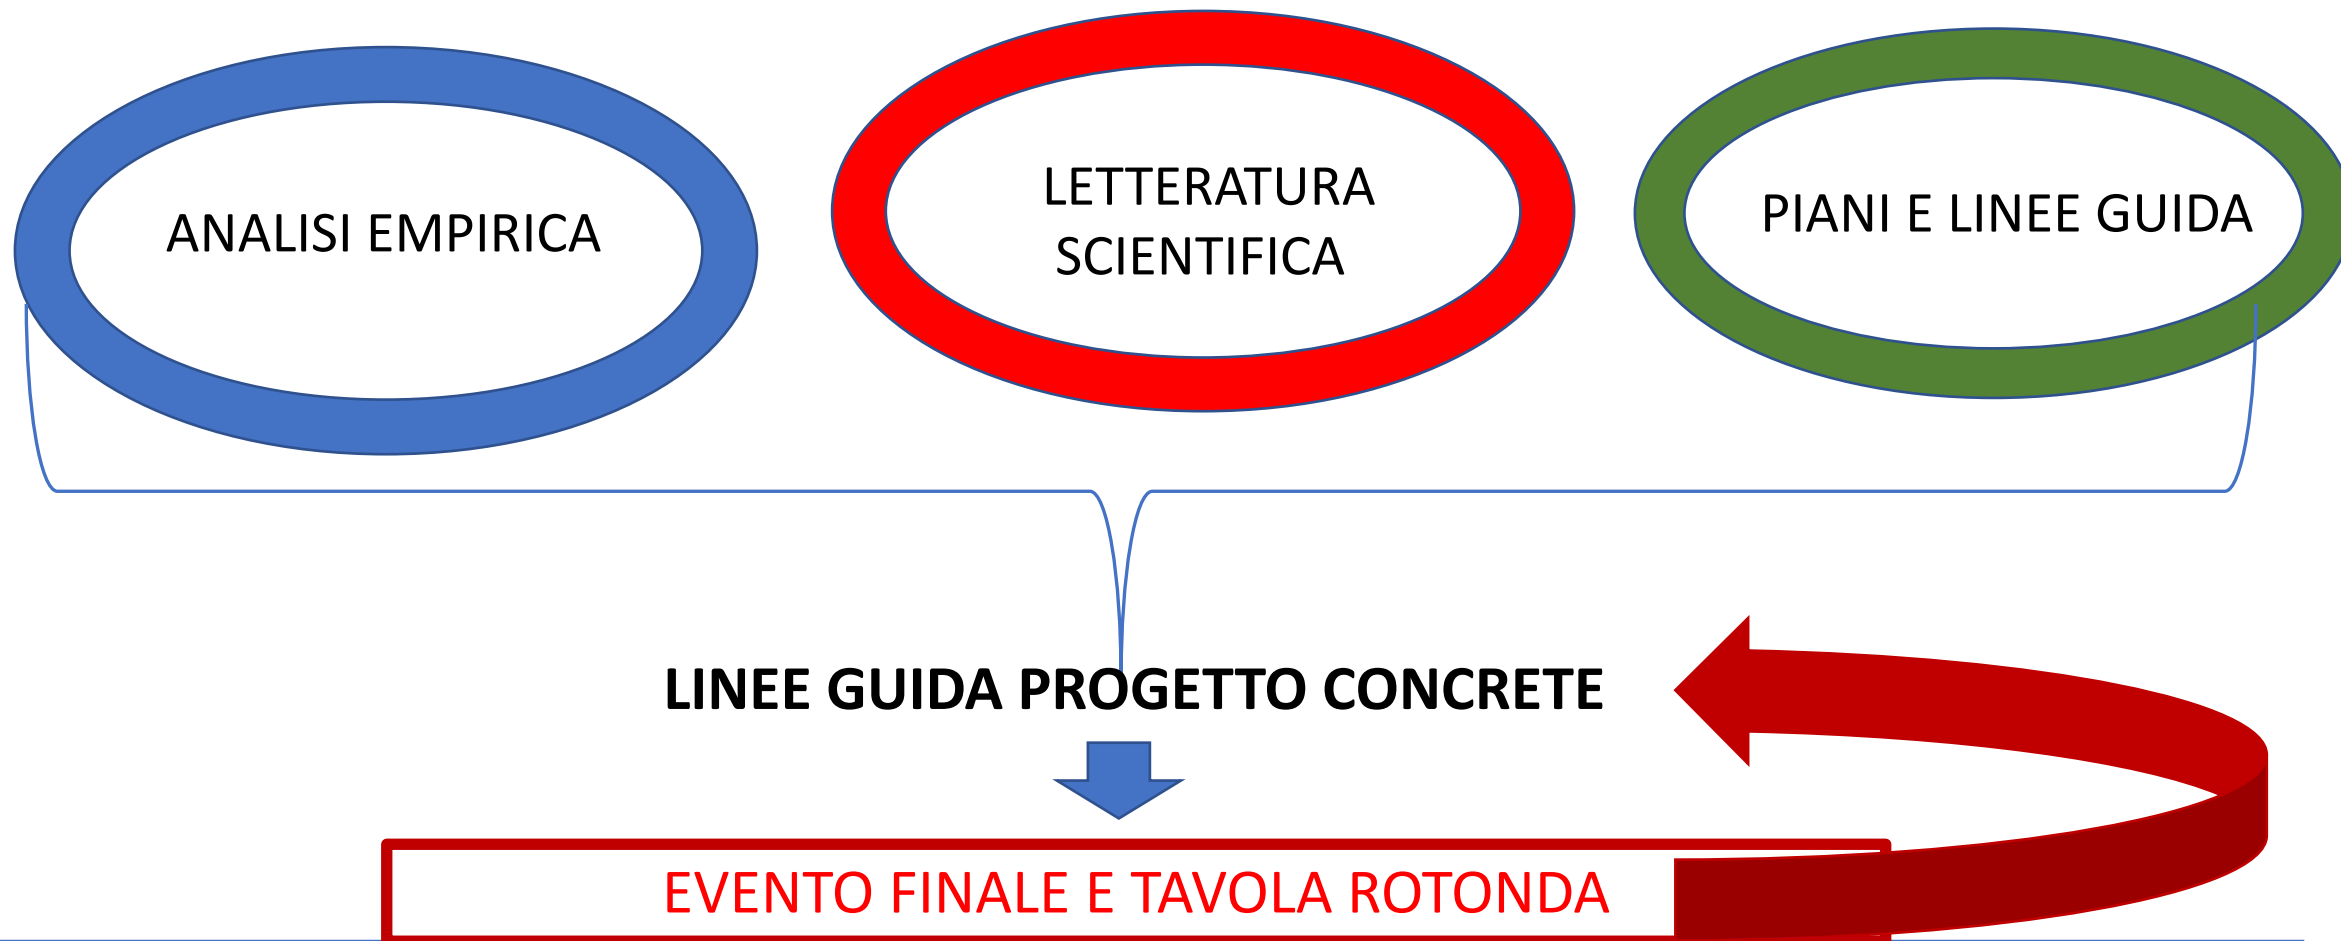 ANALISI EMPIRICA
LETTERATURA
SCIENTIFICA
PIANI E LINEE GUIDA
LINEE GUIDA PROGETTO CONCRETE
EVENTO FINALE E TAVOLA ROTONDA